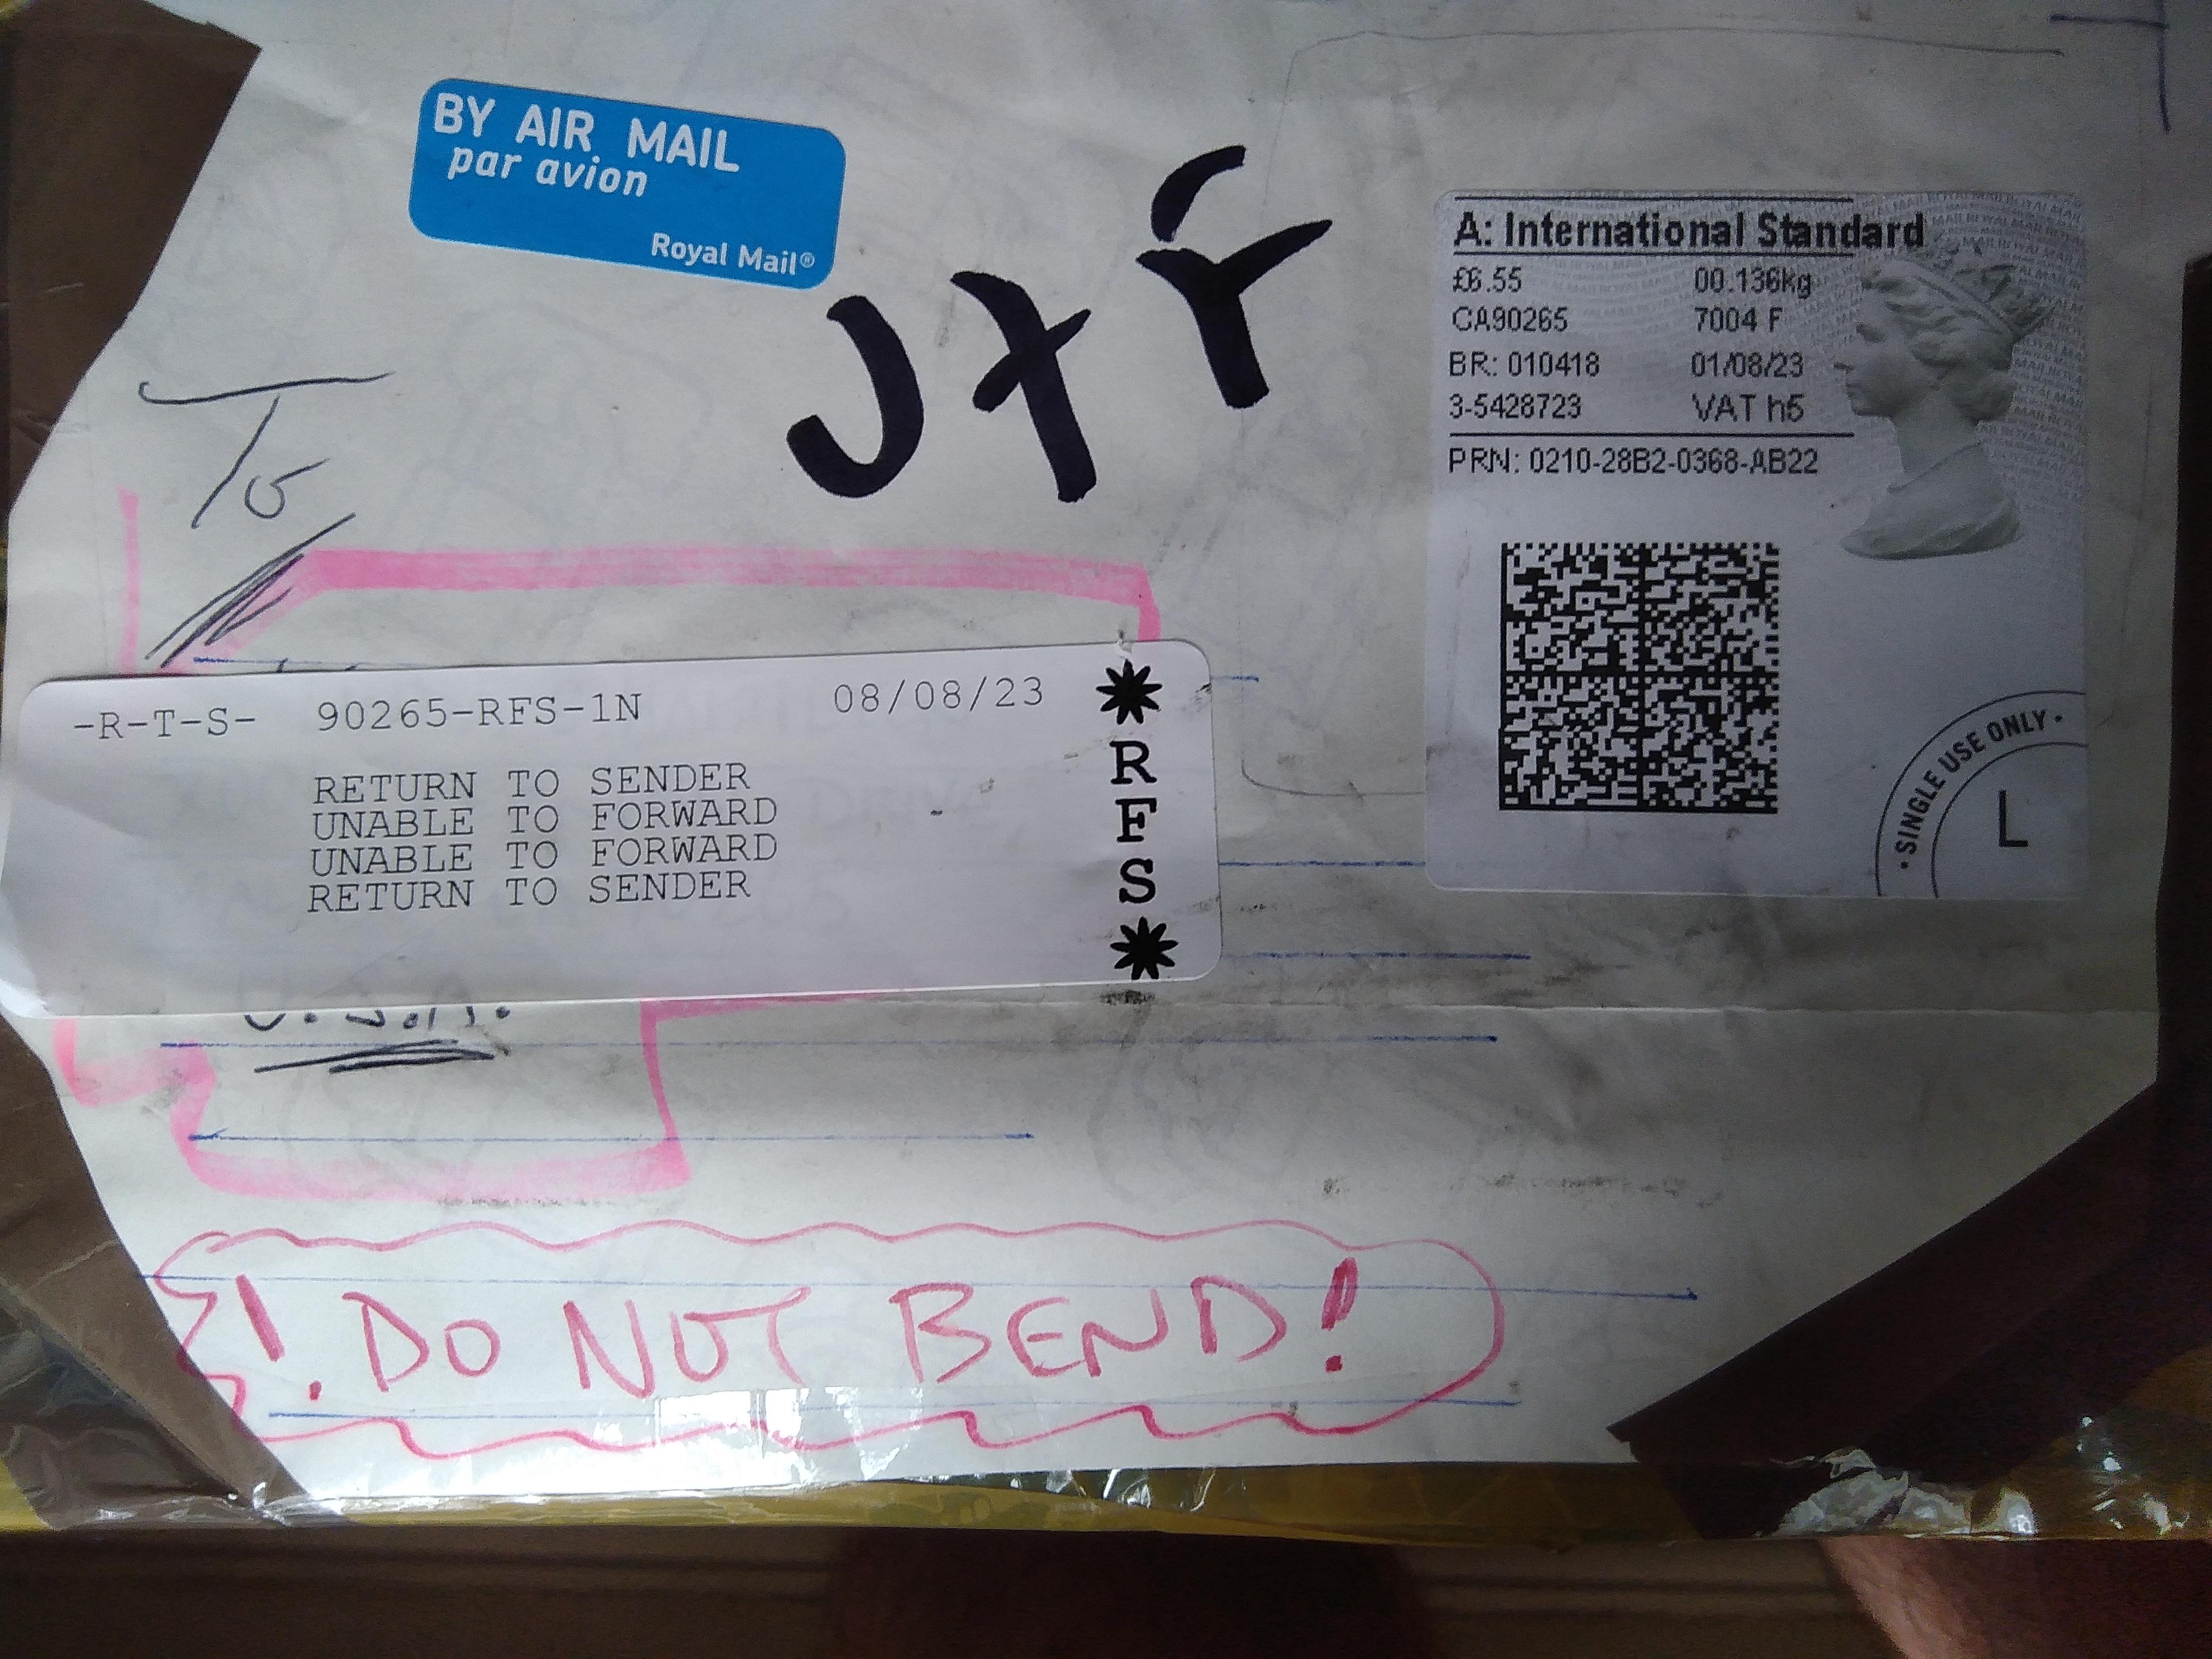 BY AIR MAIL
par avion
Royal Mail®
A: International Standard
£6.55 00.136kg
CA90265 7004 F
BR: 010418 01/08/23
3-5428723 VAT h5
PRN: 0210-28B2-0368-AB22
SINGLE USE ONLY
L
To
-R-T-S- 90265-RFS-1N 08/08/23
RETURN TO SENDER
UNABLE TO FORWARD
UNABLE TO FORWARD
RETURN TO SENDER
*RFS*
U.S.A.
! DO NOT BEND!